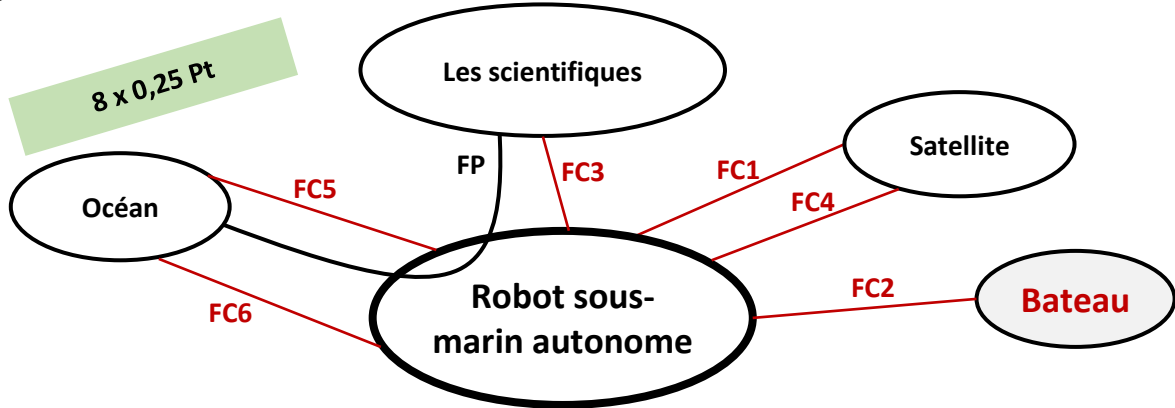 8 x 0,25 Pt
Les scientifiques
Satellite
Océan
FP
FC3
FC1
FC5
FC4
FC6
FC2
Robot sous-
marin autonome
Bateau